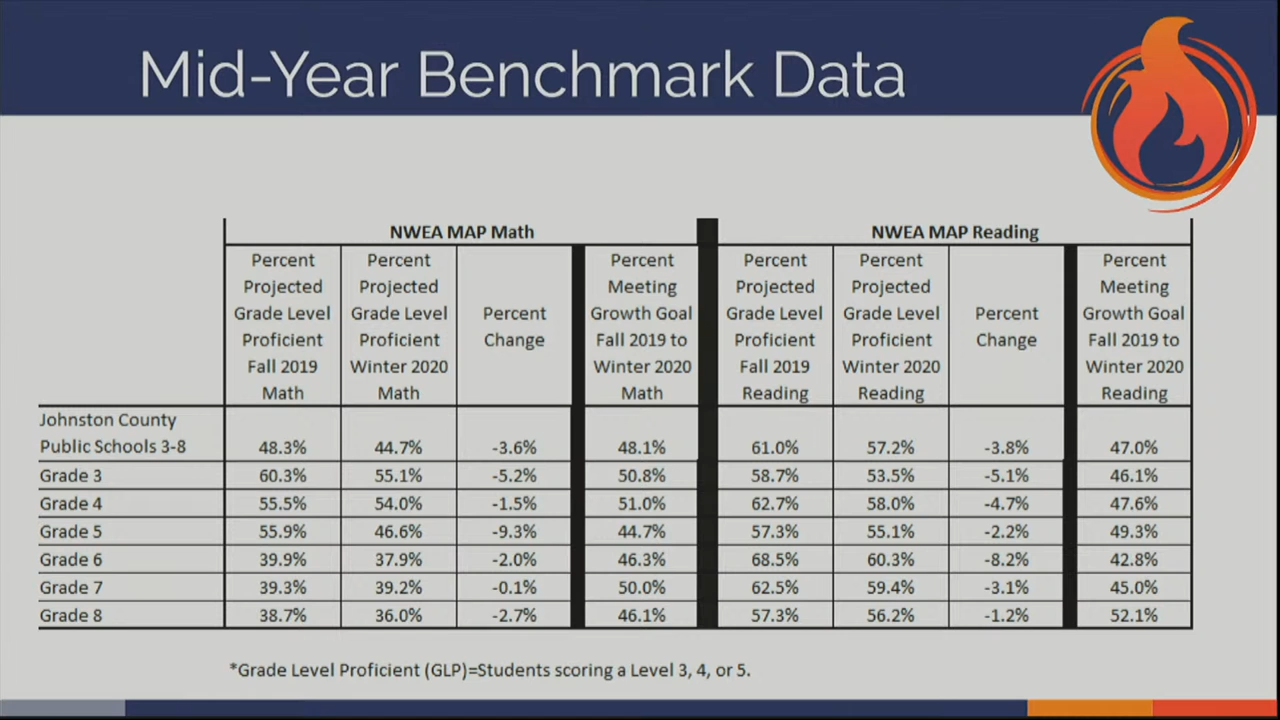 Mid-Year Benchmark Data
NWEA MAP Math
NWEA MAP Reading
Percent Projected Grade Level Proficient Fall 2019 Math
Percent Projected Grade Level Proficient Winter 2020 Math
Percent Change
Percent Meeting Growth Goal Fall 2019 to Winter 2020 Math
Percent Projected Grade Level Proficient Fall 2019 Reading
Percent Projected Grade Level Proficient Winter 2020 Reading
Percent Change
Percent Meeting Growth Goal Fall 2019 to Winter 2020 Reading
Johnston County
Public Schools 3-8 48.3% 44.7% -3.6% 48.1% 61.0% 57.2% -3.8% 47.0%
Grade 3 60.3% 55.1% -5.2% 50.8% 58.7% 53.5% -5.1% 46.1%
Grade 4 55.5% 54.0% -1.5% 51.0% 62.7% 58.0% -4.7% 47.6%
Grade 5 55.9% 46.6% -9.3% 44.7% 57.3% 55.1% -2.2% 49.3%
Grade 6 39.9% 37.9% -2.0% 46.3% 68.5% 60.3% -8.2% 42.8%
Grade 7 39.3% 39.2% -0.1% 50.0% 62.5% 59.4% -3.1% 45.0%
Grade 8 38.7% 36.0% -2.7% 46.1% 57.3% 56.2% -1.2% 52.1%
*Grade Level Proficient (GLP)=Students scoring a Level 3, 4, or 5.